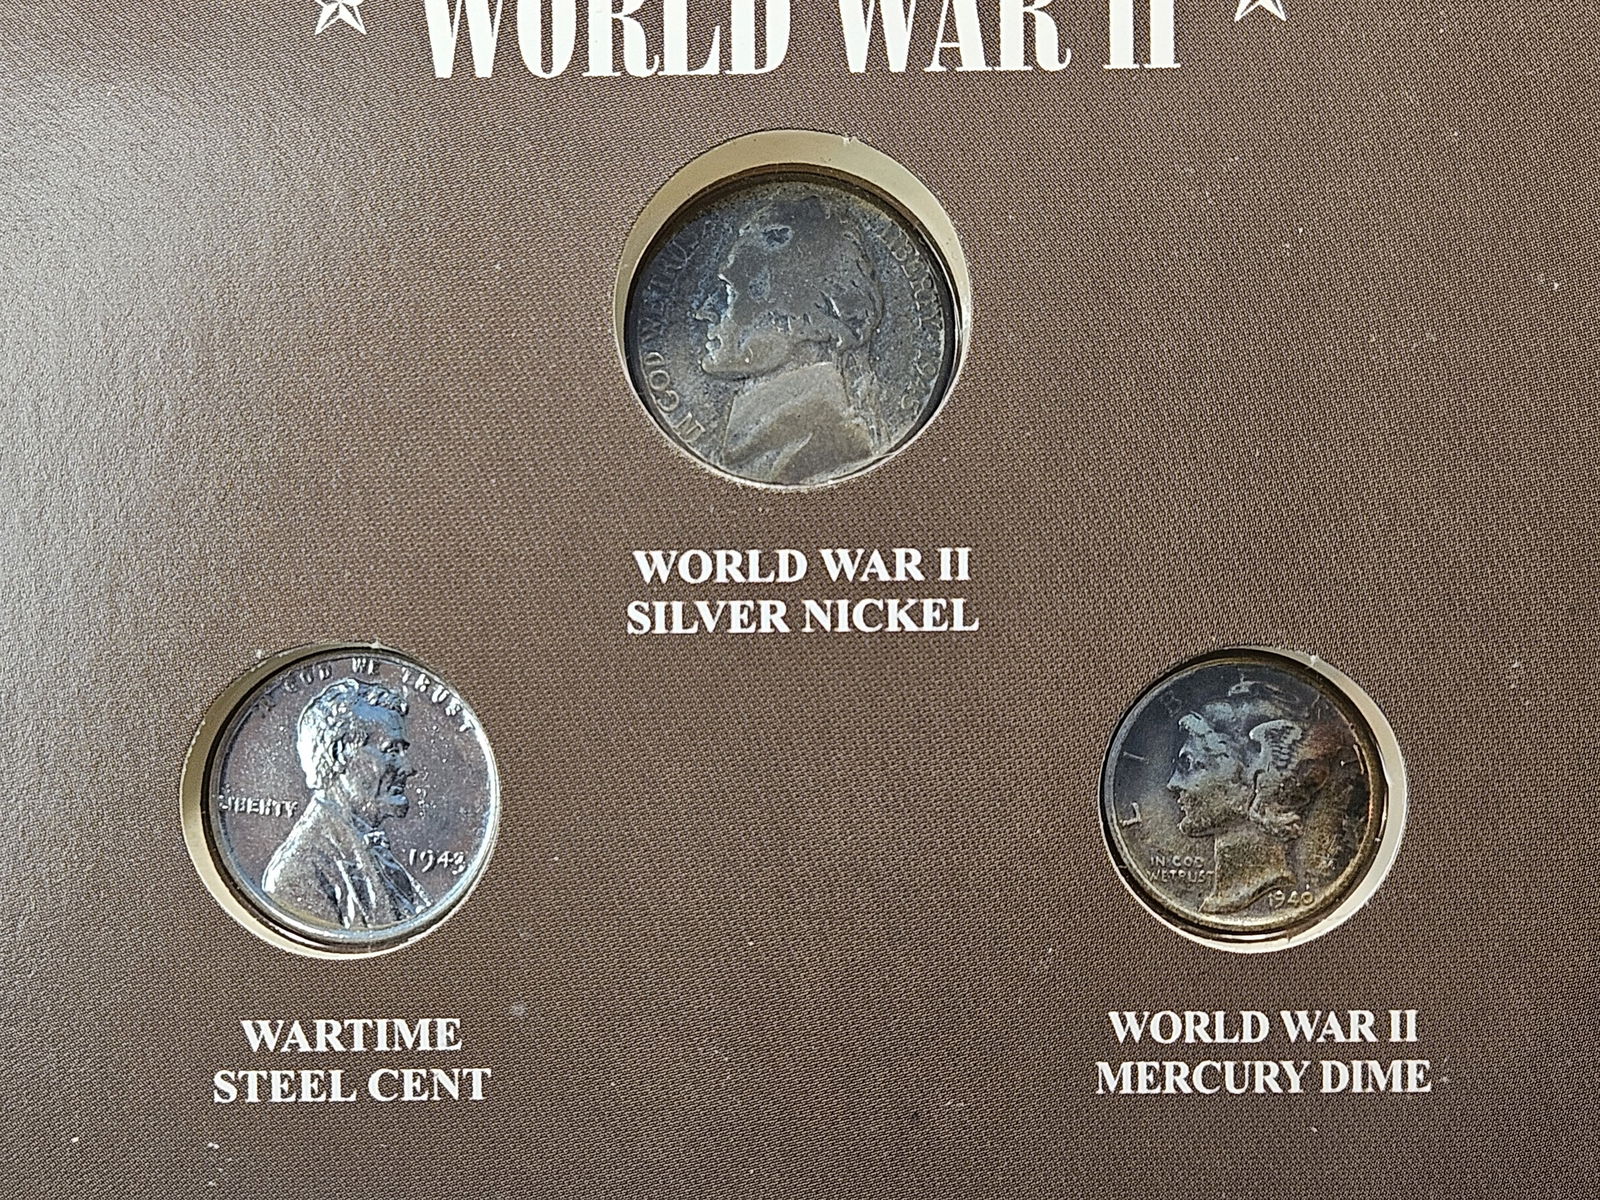 WORLD WAR II
IN GOD WE TRUST
LIBERTY
WORLD WAR II
SILVER NICKEL
IN GOD WE TRUST
LIBERTY
1943
IN GOD
WE TRUST
1940
WARTIME
STEEL CENT
WORLD WAR II
MERCURY DIME